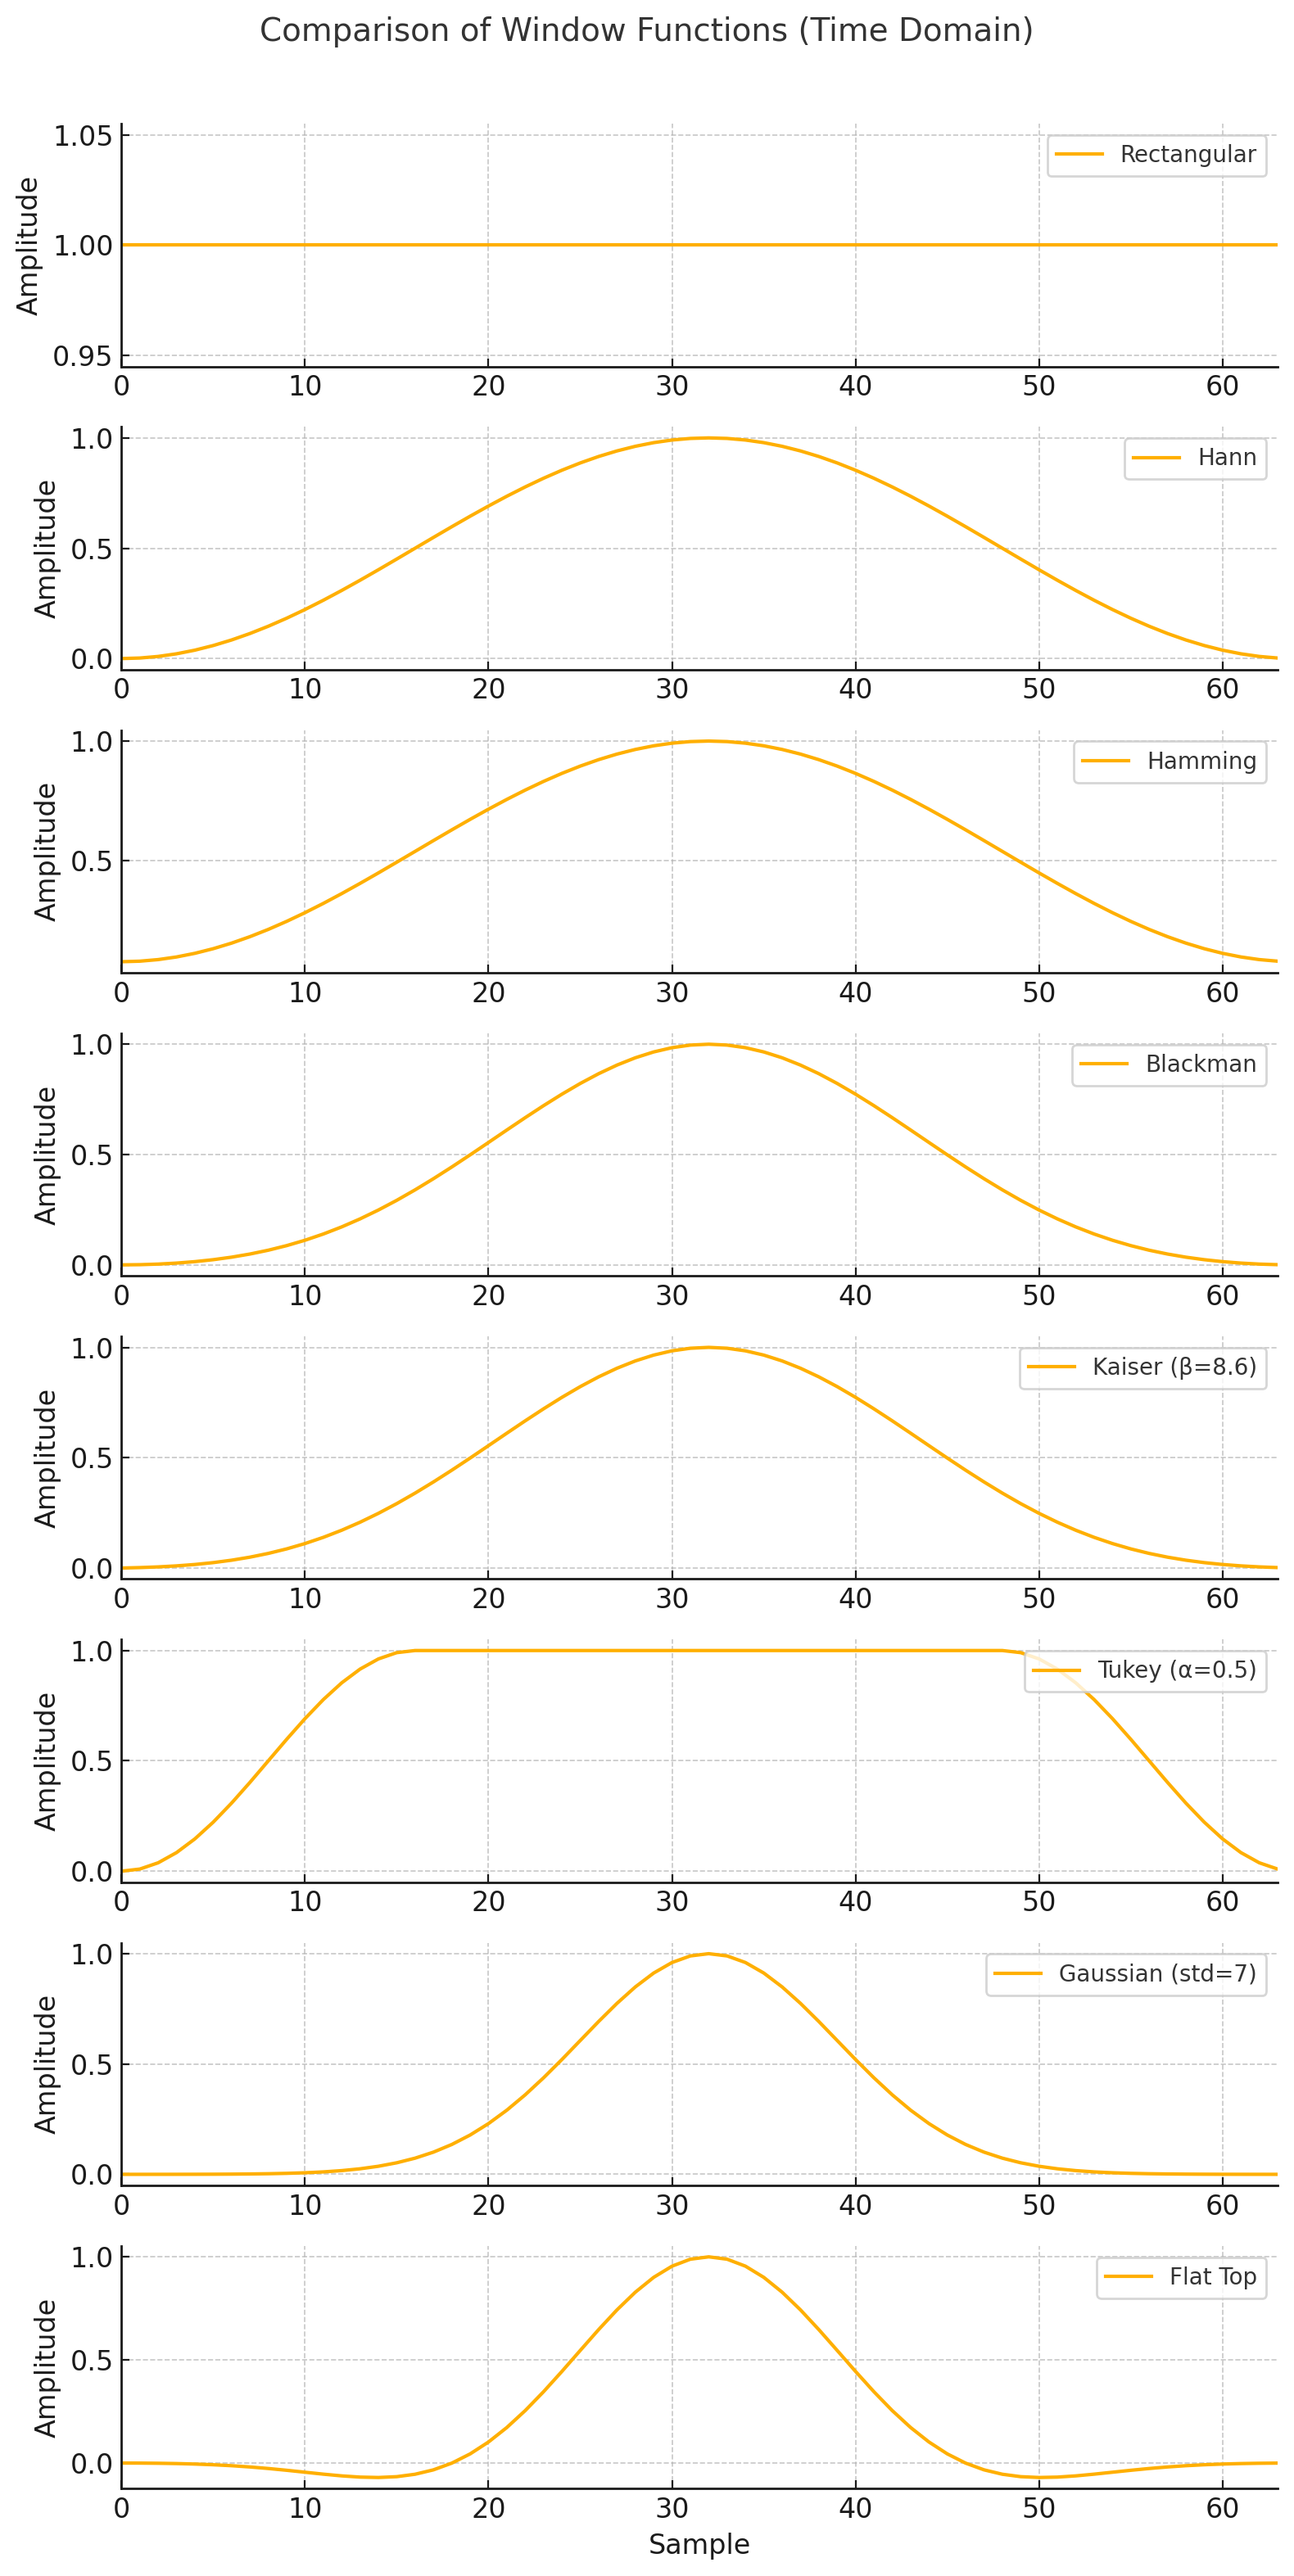 Comparison of Window Functions (Time Domain)
1.05
1.00
0.95
Amplitude
Rectangular
0 10 20 30 40 50 60
1.0
0.5
0.0
Amplitude
Hann
0 10 20 30 40 50 60
1.0
0.5
Amplitude
Hamming
0 10 20 30 40 50 60
1.0
0.5
0.0
Amplitude
Blackman
0 10 20 30 40 50 60
1.0
0.5
0.0
Amplitude
Kaiser (β=8.6)
0 10 20 30 40 50 60
1.0
0.5
0.0
Amplitude
Tukey (α=0.5)
0 10 20 30 40 50 60
1.0
0.5
0.0
Amplitude
Gaussian (std=7)
0 10 20 30 40 50 60
1.0
0.5
0.0
Amplitude
Flat Top
0 10 20 30 40 50 60
Sample